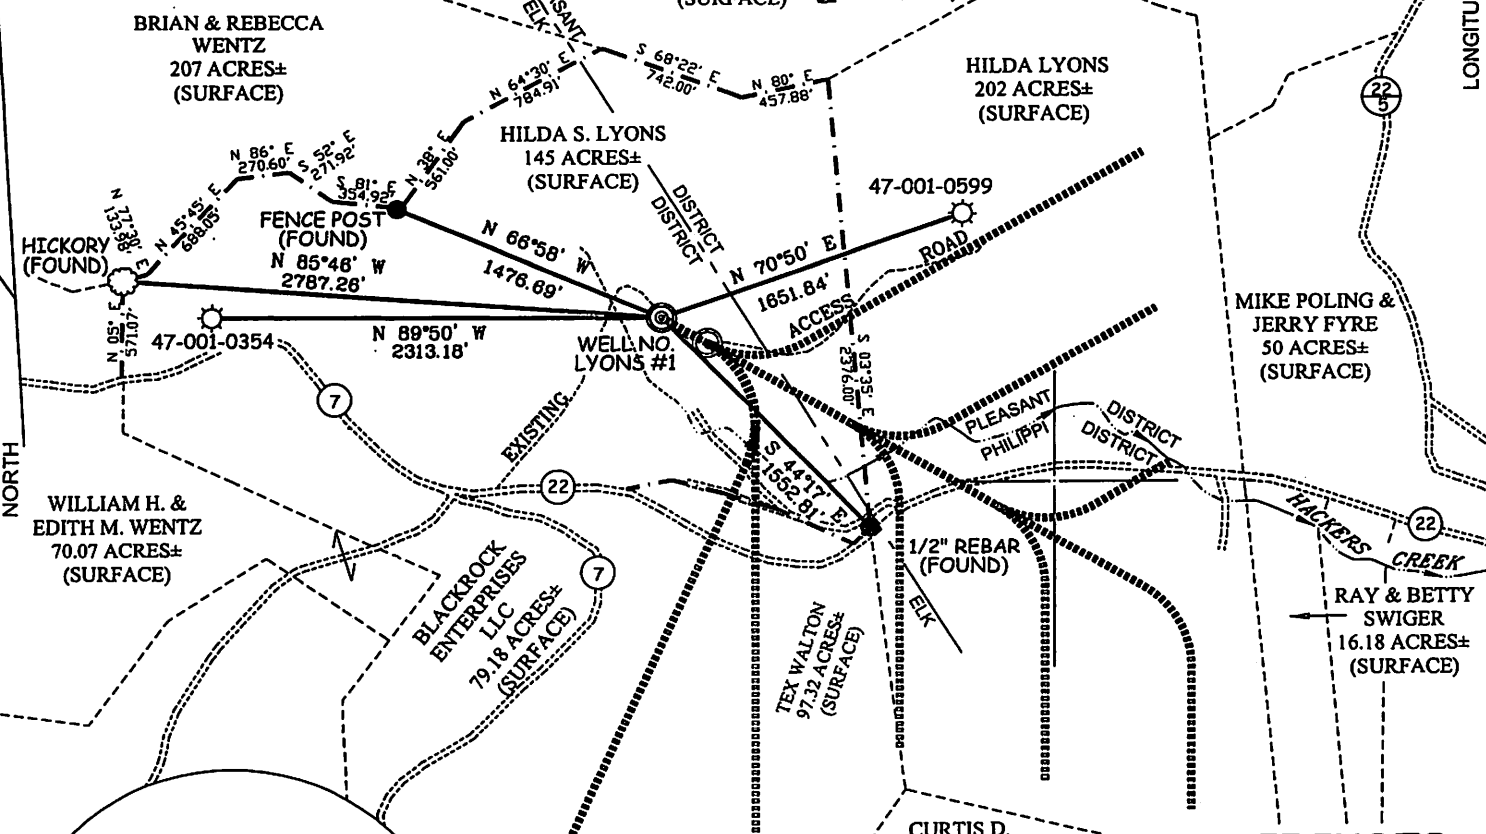 BRIAN & REBECCA
WENTZ
207 ACRES±
(SURFACE)
ELK
(SURFACE)
S 68°22' E
742.00'
N 80° E
457.88'
N 64°30' E
784.91'
HILDA LYONS
202 ACRES±
(SURFACE)
22
5
LONGITU
HILDA S. LYONS
145 ACRES±
(SURFACE)
N 86° E
270.60'
S 52° E
271.92'
S 81° E
354.92'
N 38° E
561.00'
N 77°30' E
133.98'
N 45°45' E
688.05'
FENCE POST
(FOUND)
HICKORY
(FOUND)
DISTRICT
DISTRICT
47-001-0599
N 66°58' W
1476.69'
N 85°46' W
2787.26'
N 70°50' E
1651.84'
ACCESS ROAD
N 05° E
571.07'
47-001-0354
N 89°50' W
2313.18'
WELL NO.
LYONS #1
S 03°35' E
2376.00'
MIKE POLING &
JERRY FYRE
50 ACRES±
(SURFACE)
7
EXISTING
PLEASANT DISTRICT
PHILIPPI DISTRICT
S 44°17' E
1552.81'
NORTH
22
WILLIAM H. &
EDITH M. WENTZ
70.07 ACRES±
(SURFACE)
HACKERS CREEK
22
1/2" REBAR
(FOUND)
BLACKROCK
ENTERPRISES
LLC
79.18 ACRES±
(SURFACE)
7
ELK
TEX WALTON
97.32 ACRES±
(SURFACE)
RAY & BETTY
SWIGER
16.18 ACRES±
(SURFACE)
CURTIS D.